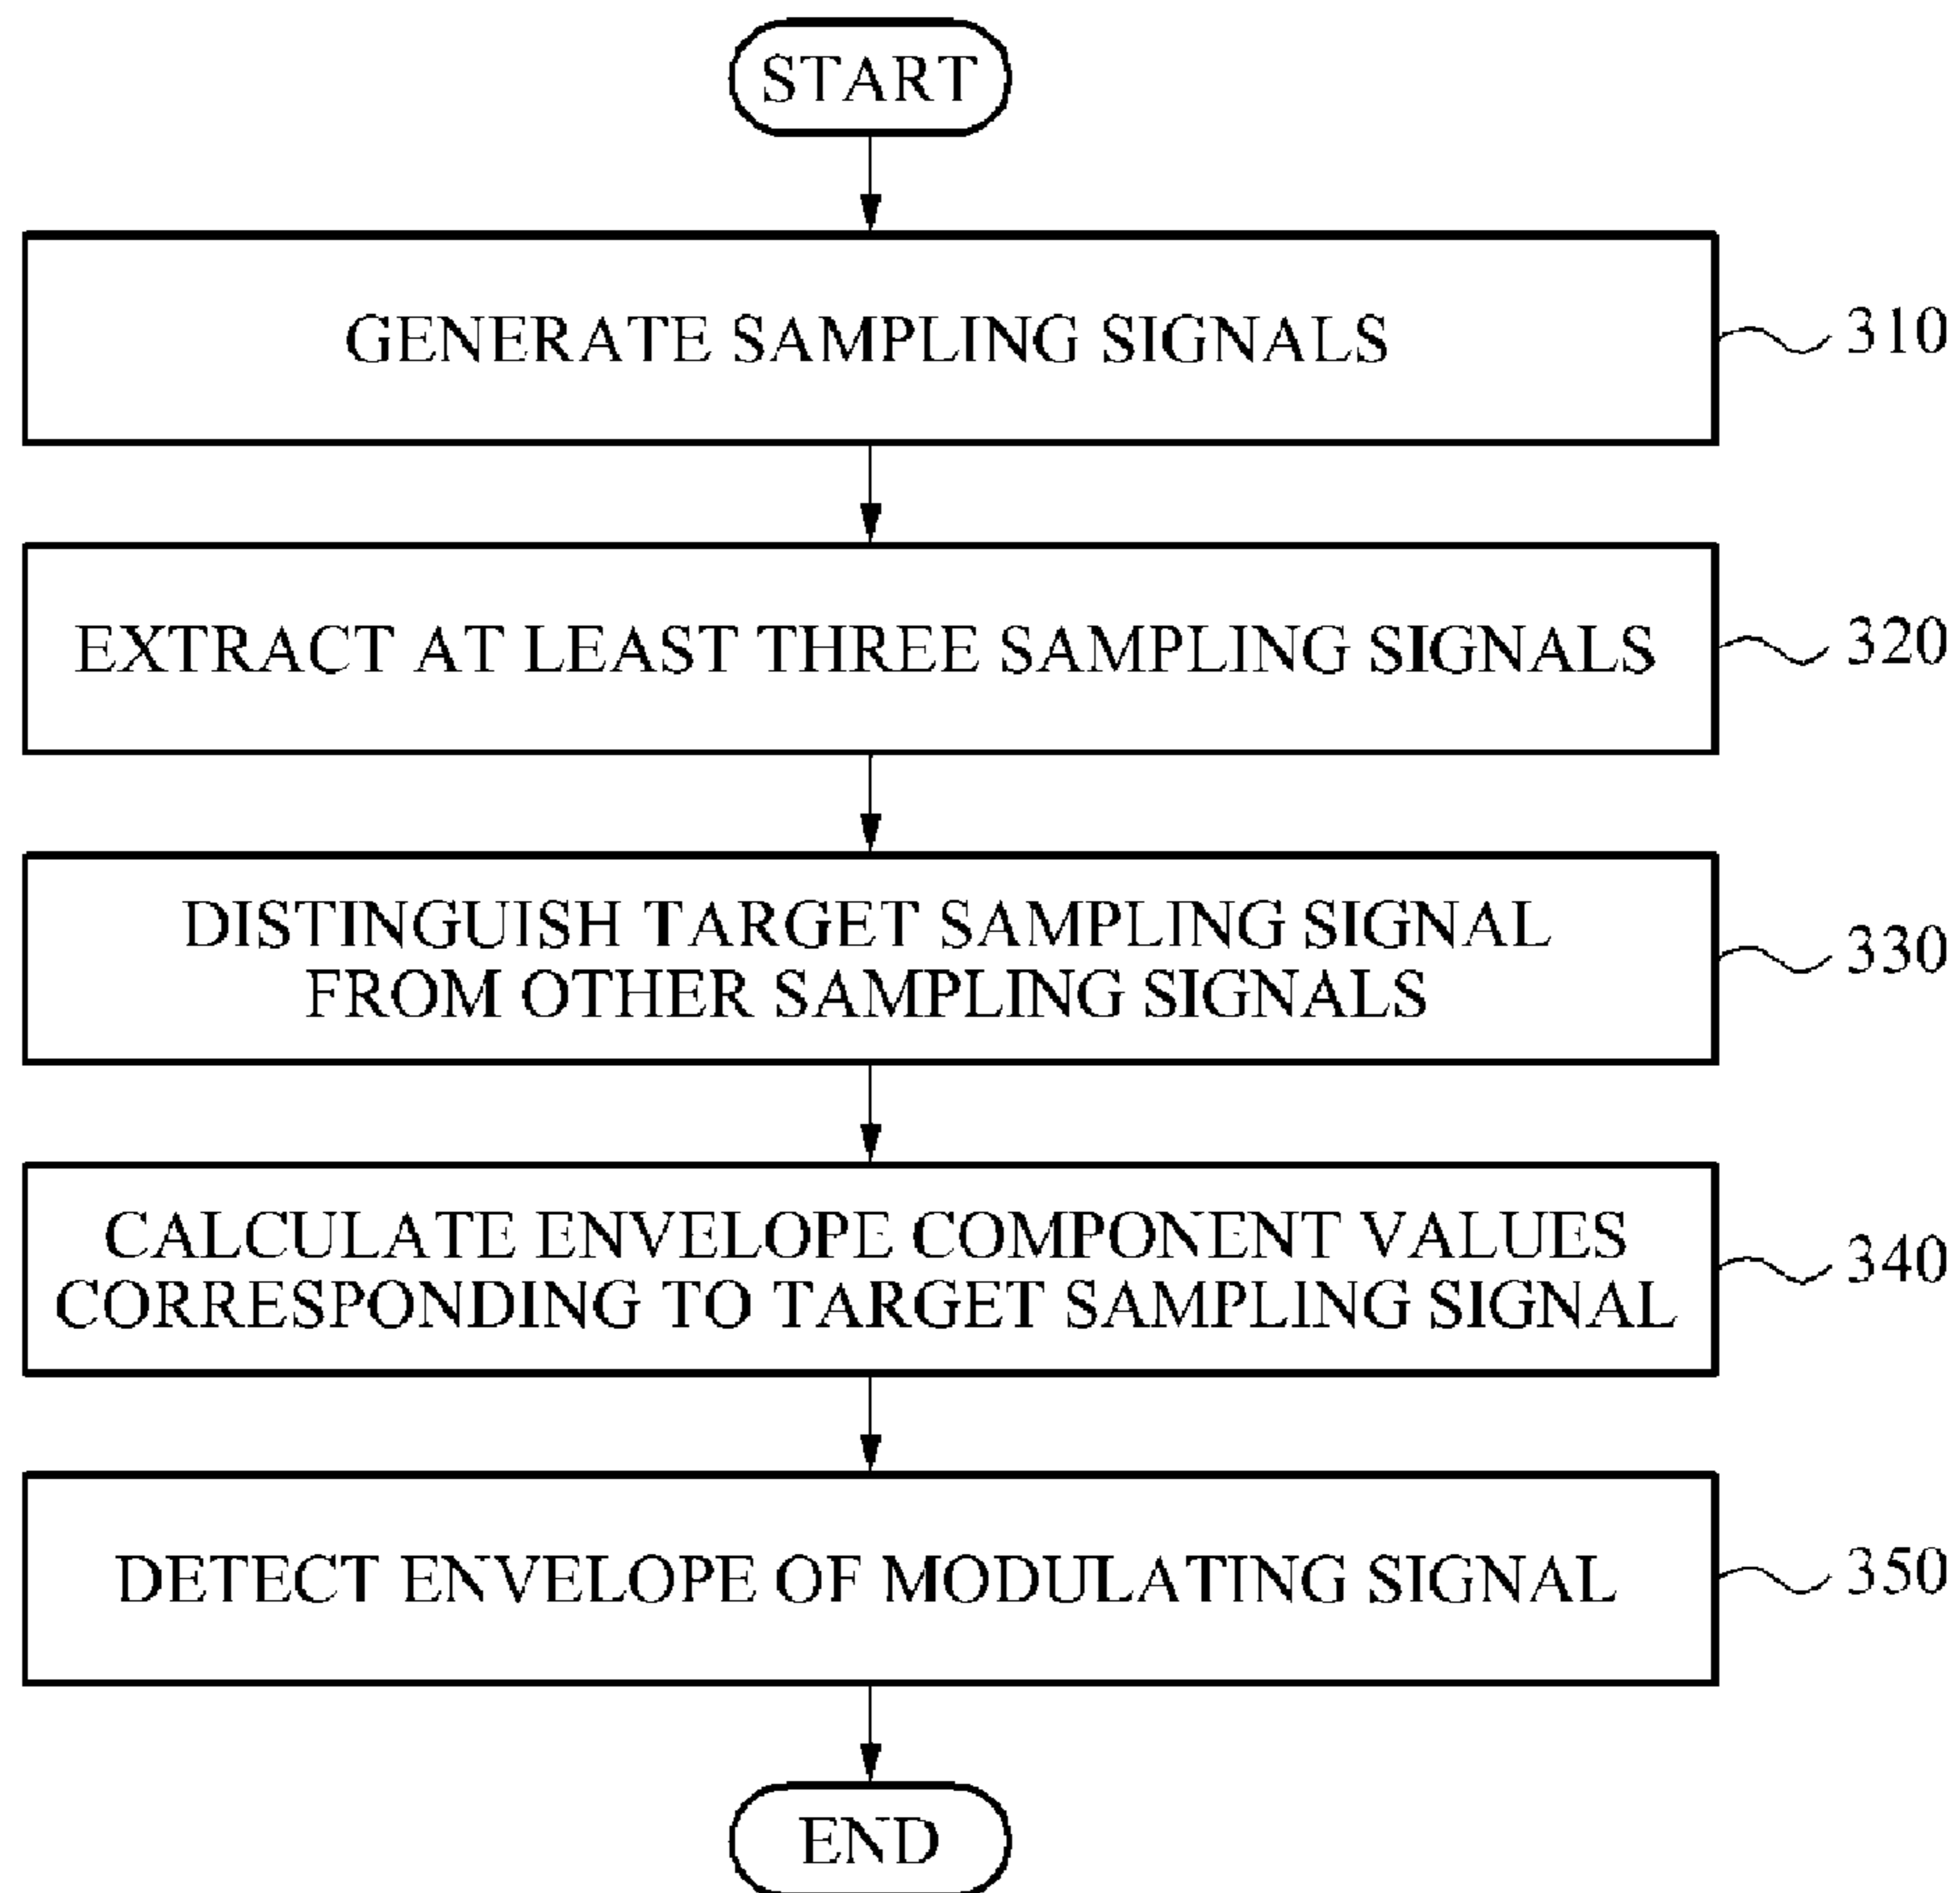 START
GENERATE SAMPLING SIGNALS
310
EXTRACT AT LEAST THREE SAMPLING SIGNALS
320
DISTINGUISH TARGET SAMPLING SIGNAL
FROM OTHER SAMPLING SIGNALS
330
CALCULATE ENVELOPE COMPONENT VALUES
CORRESPONDING TO TARGET SAMPLING SIGNAL
340
DETECT ENVELOPE OF MODULATING SIGNAL
350
END